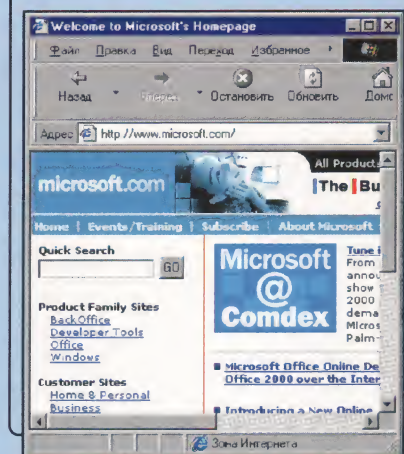 Welcome to Microsoft's Homepage
Файл Правка Вид Переход Избранное
Назад Вперед Остановить Обновить Домо
Адрес http://www.microsoft.com/
All Products
microsoft.com
The Bu
Home | Events/Training | Subscribe | About Microsoft
Quick Search
GO
Product Family Sites
BackOffice
Developer Tools
Office
Windows
Customer Sites
Home & Personal
Business
Microsoft
@
Comdex
Tune i
From
annou
show
2000
dema
Micros
Palm-
Microsoft Office Online De
Office 2000 over the Inter
Introducing a New Online
Зона Интернета